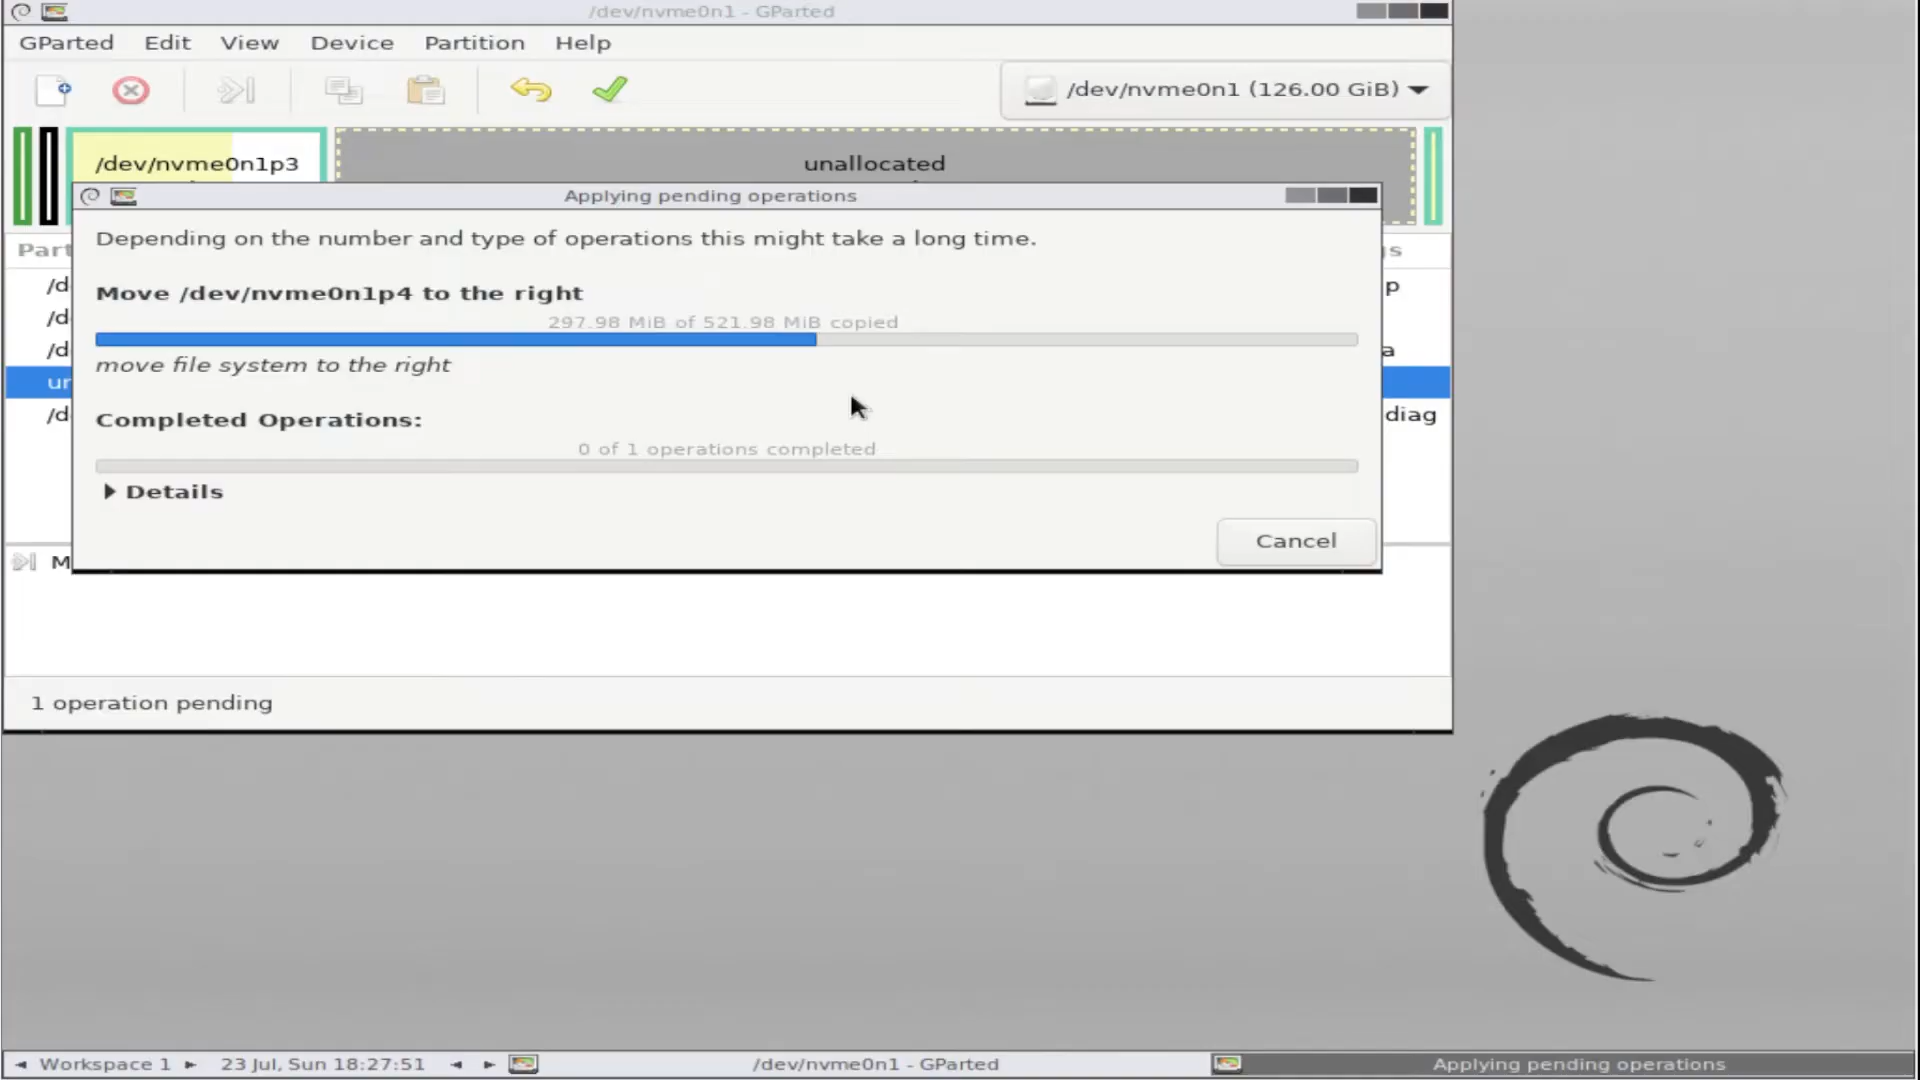 /dev/nvme0n1 - GParted
GParted Edit View Device Partition Help
/dev/nvme0n1 (126.00 GiB)
/dev/nvme0n1p3
unallocated
Applying pending operations
Depending on the number and type of operations this might take a long time.
Move /dev/nvme0n1p4 to the right
297.98 MiB of 521.98 MiB copied
move file system to the right
Completed Operations:
0 of 1 operations completed
Details
Cancel
Part
gs
/d
p
/d
/d
a
un
/d
diag
M
1 operation pending
Workspace 1 23 Jul, Sun 18:27:51 /dev/nvme0n1 - GParted Applying pending operations